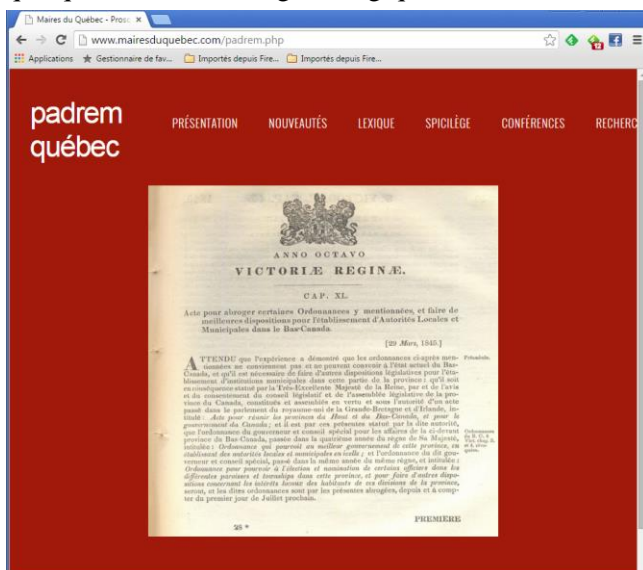 Maires du Québec - Prosc
www.mairesduquebec.com/padrem.php
Applications Gestionnaire de fav... Importés depuis Fire... Importés depuis Fire...
padrem
québec
PRÉSENTATION NOUVEAUTÉS LEXIQUE SPICILÈGE CONFÉRENCES RECHERC
ANNO OCTAVO
VICTORIÆ REGINÆ.
CAP. XL.
Acte pour abroger certaines Ordonnances y mentionnées, et faire de
meilleures dispositions pour l'établissement d'Autorités Locales et
Municipales dans le Bas-Canada.
[29 Mars, 1845.]
ATTENDU que l'expérience a démontré que les ordonnances ci-après men-
tionnées ne conviennent pas et ne peuvent convenir à l'état actuel du Bas-
Canada, et qu'il est nécessaire de faire d'autres dispositions législatives pour l'éta-
blissement d'institutions municipales dans cette partie de la province : qu'il soit
en conséquence statué par la Très-Excellente Majesté de la Reine, par et de l'avis
et du consentement du conseil législatif et de l'assemblée législative de la pro-
vince du Canada, constitués et assemblés en vertu et sous l'autorité d'un acte
passé dans le parlement du royaume-uni de la Grande-Bretagne et d'Irlande, in-
titulé : Acte pour réunir les provinces du Haut et du Bas-Canada, et pour le
gouvernement du Canada ; et il est par ces présentes statué par la dite autorité,
que l'ordonnance du gouverneur et conseil spécial pour les affaires de la ci-devant
province du Bas-Canada, passée dans la quatrième année du règne de Sa Majesté,
intitulée : Ordonnance qui pourvoit au meilleur gouvernement de cette province, en
établissant des autorités locales et municipales en icelle ; et l'ordonnance du dit gou-
verneur et conseil spécial, passé dans la même année du même règne, et intitulée :
Ordonnance pour pourvoir à l'élection et nomination de certains officiers dans les
différentes paroisses et townships dans cette province, et pour faire d'autres dispo-
sitions concernant les intérêts locaux des habitants de ces divisions de la province,
seront, et les dites ordonnances sont par les présentes abrogées, depuis et à comp-
ter du premier jour de Juillet prochain.
Préambule.
Ordonnances
28 *
PREMIERE